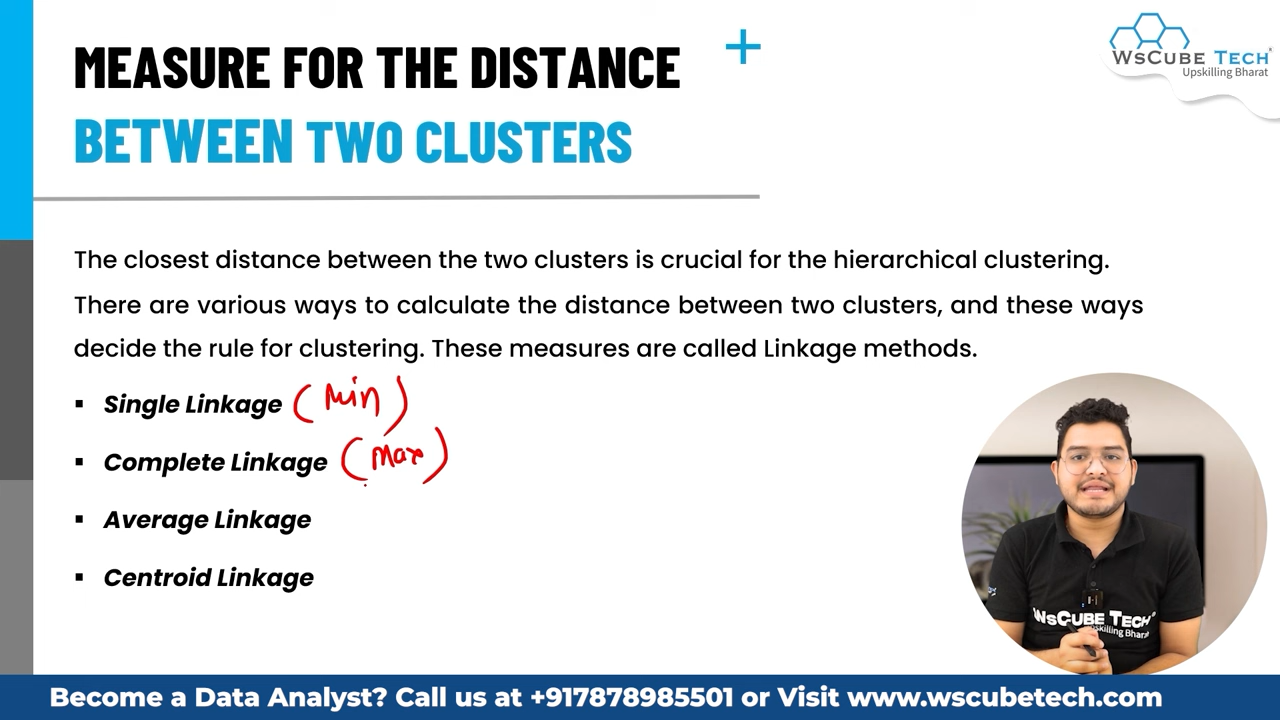 MEASURE FOR THE DISTANCE
BETWEEN TWO CLUSTERS
WsCube Tech
Upskilling Bharat
The closest distance between the two clusters is crucial for the hierarchical clustering.
There are various ways to calculate the distance between two clusters, and these ways
decide the rule for clustering. These measures are called Linkage methods.
▪ Single Linkage (Min)
▪ Complete Linkage (Max)
▪ Average Linkage
▪ Centroid Linkage
WsCube Tech
Upskilling Bharat
Become a Data Analyst? Call us at +917878985501 or Visit www.wscubetech.com